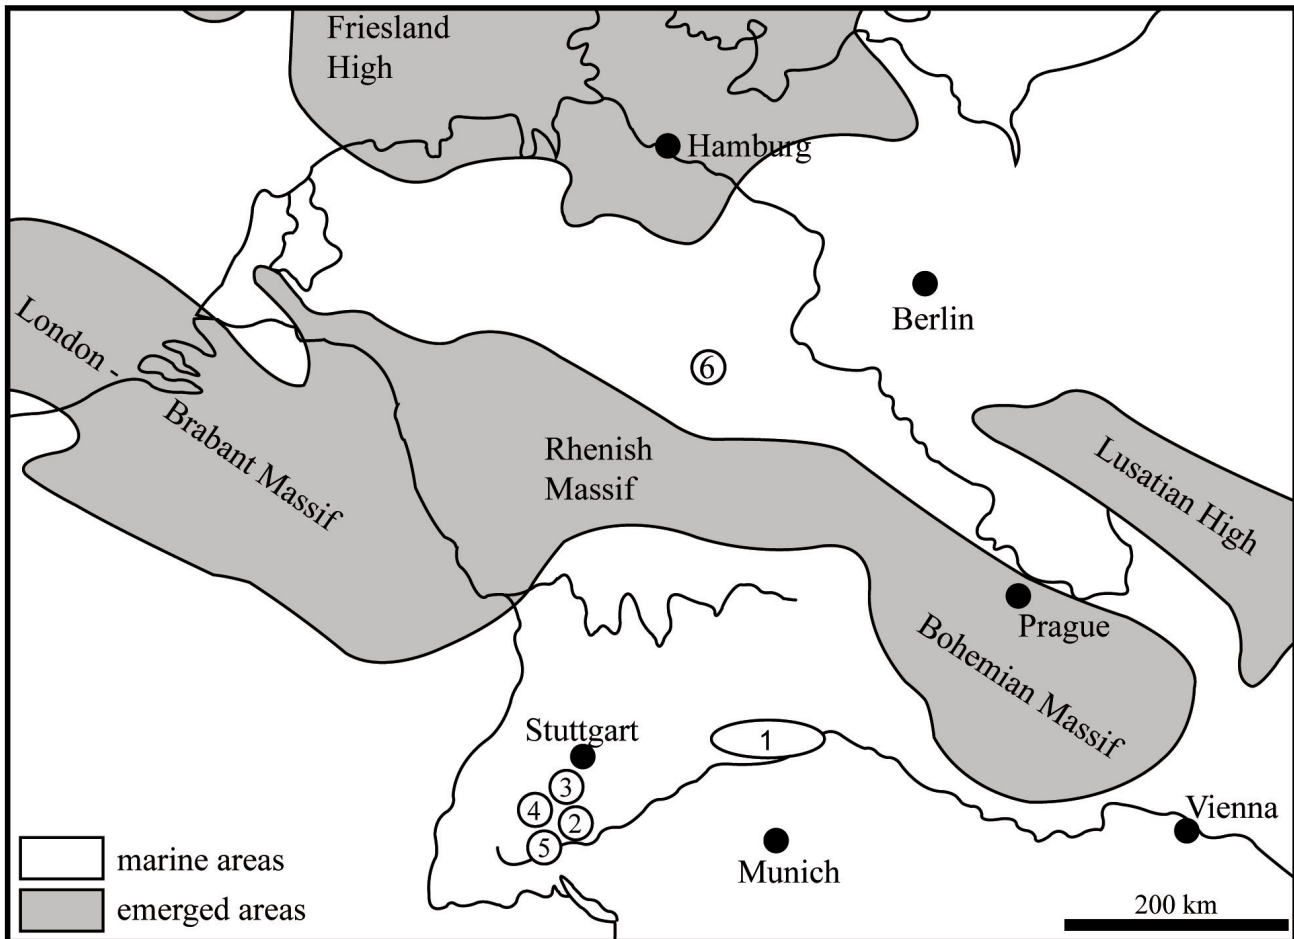 Friesland
High
Hamburg
Berlin
London -
Brabant Massif
6
Rhenish
Massif
Lusatian High
Prague
Bohemian Massif
Stuttgart
1
3
4
2
5
Munich
Vienna
marine areas
emerged areas
200 km